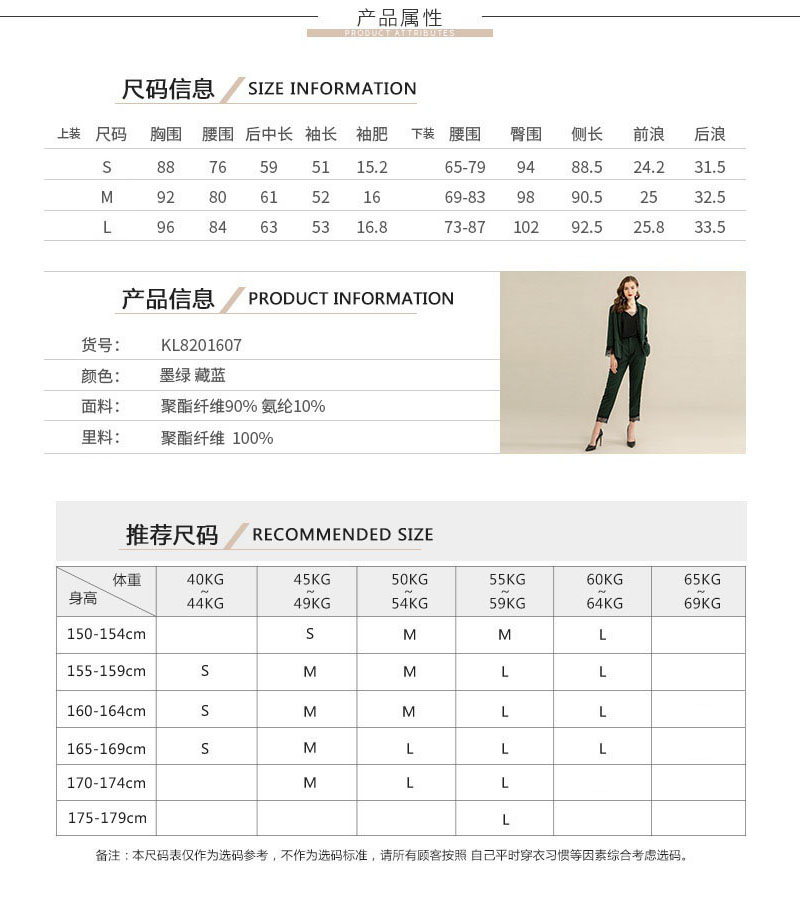 产品属性
PRODUCT ATTRIBUTES
尺码信息 SIZE INFORMATION
上装 尺码 胸围 腰围 后中长 袖长 袖肥 下装 腰围 臀围 侧长 前浪 后浪
S 88 76 59 51 15.2 65-79 94 88.5 24.2 31.5
M 92 80 61 52 16 69-83 98 90.5 25 32.5
L 96 84 63 53 16.8 73-87 102 92.5 25.8 33.5
产品信息 PRODUCT INFORMATION
货号： KL8201607
颜色： 墨绿 藏蓝
面料： 聚酯纤维90% 氨纶10%
里料： 聚酯纤维 100%
推荐尺码 RECOMMENDED SIZE
体重 身高 40KG~44KG 45KG~49KG 50KG~54KG 55KG~59KG 60KG~64KG 65KG~69KG
150-154cm S M M L
155-159cm S M M L L
160-164cm S M M L L
165-169cm S M L L L
170-174cm M L L
175-179cm L
备注：本尺码表仅作为选码参考，不作为选码标准，请所有顾客按照 自己平时穿衣习惯等因素综合考虑选码。